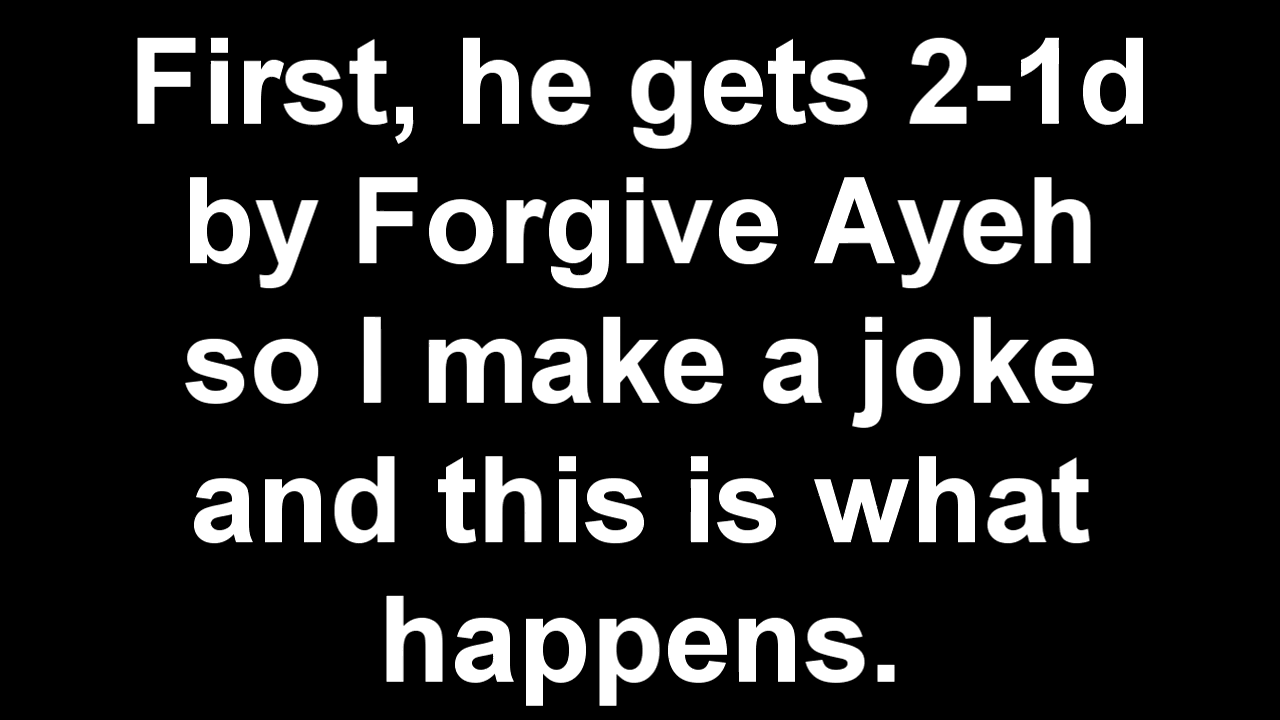 First, he gets 2-1d
by Forgive Ayeh
so I make a joke
and this is what
happens.